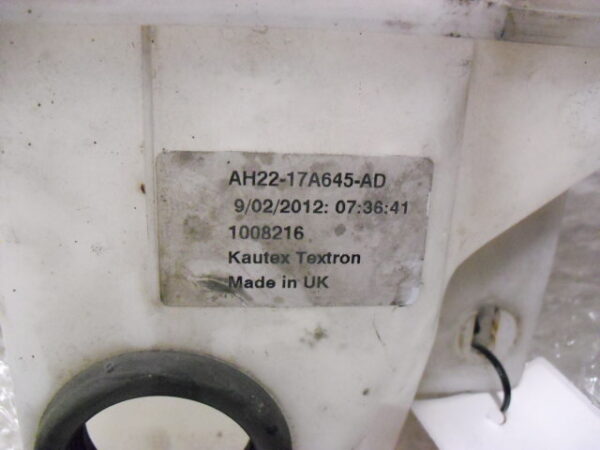 AH22-17A645-AD
9/02/2012: 07:36:41
1008216
Kautex Textron
Made in UK